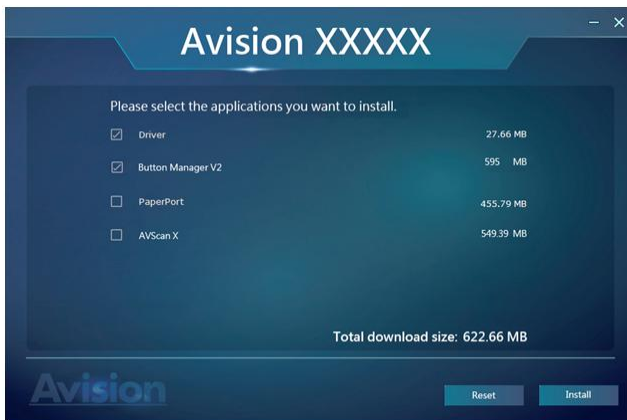 Avision XXXXX
Please select the applications you want to install.
Driver 27.66 MB
Button Manager V2 595 MB
PaperPort 455.79 MB
AVScan X 549.39 MB
Total download size: 622.66 MB
Avision
Reset Install